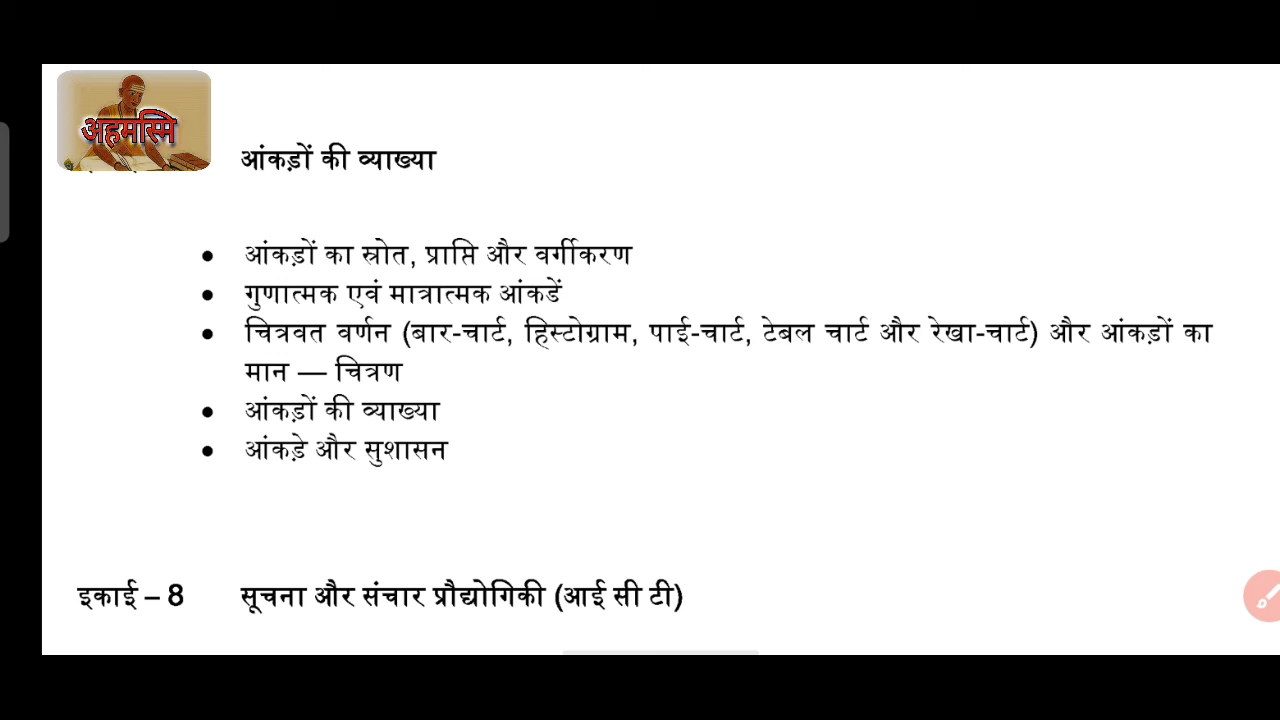 अहमस्मि
आंकड़ों की व्याख्या
• आंकड़ों का स्रोत, प्राप्ति और वर्गीकरण
• गुणात्मक एवं मात्रात्मक आंकडें
• चित्रवत वर्णन (बार-चार्ट, हिस्टोग्राम, पाई-चार्ट, टेबल चार्ट और रेखा-चार्ट) और आंकड़ों का
मान — चित्रण
• आंकड़ों की व्याख्या
• आंकड़े और सुशासन
इकाई – 8 सूचना और संचार प्रौद्योगिकी (आई सी टी)